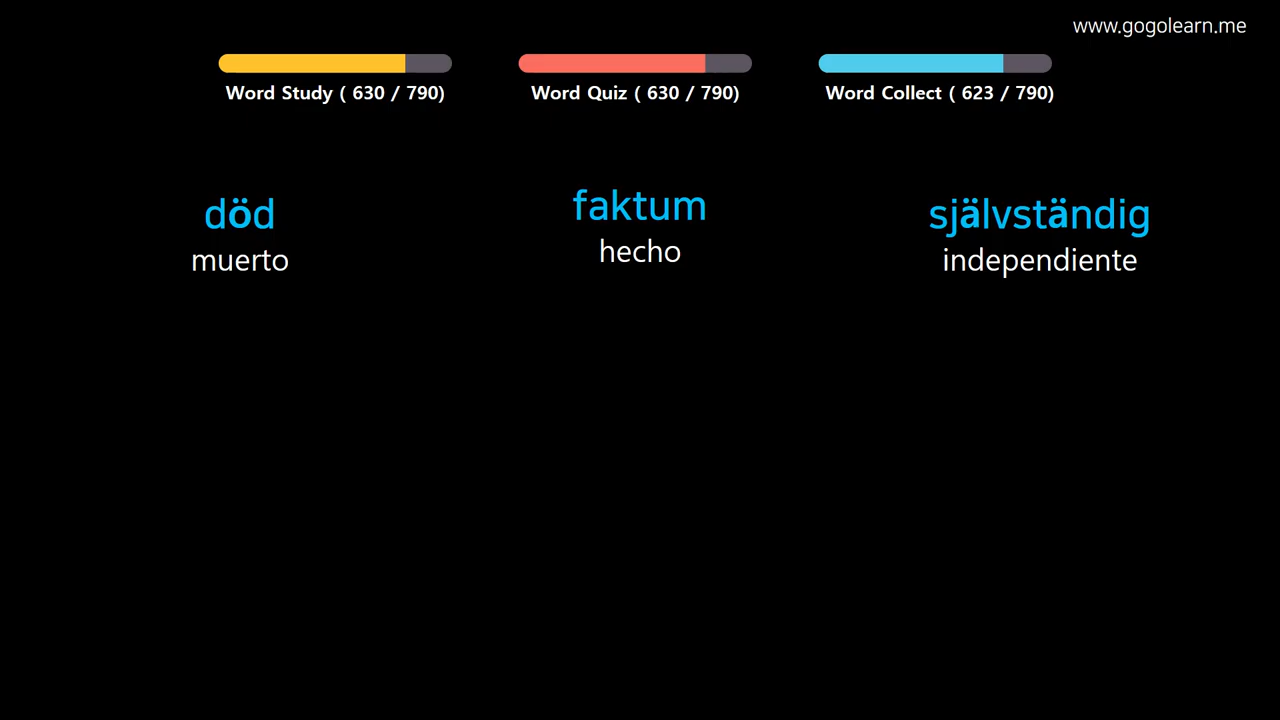 www.gogolearn.me
Word Study ( 630 / 790)
Word Quiz ( 630 / 790)
Word Collect ( 623 / 790)
död
muerto
faktum
hecho
självständig
independiente